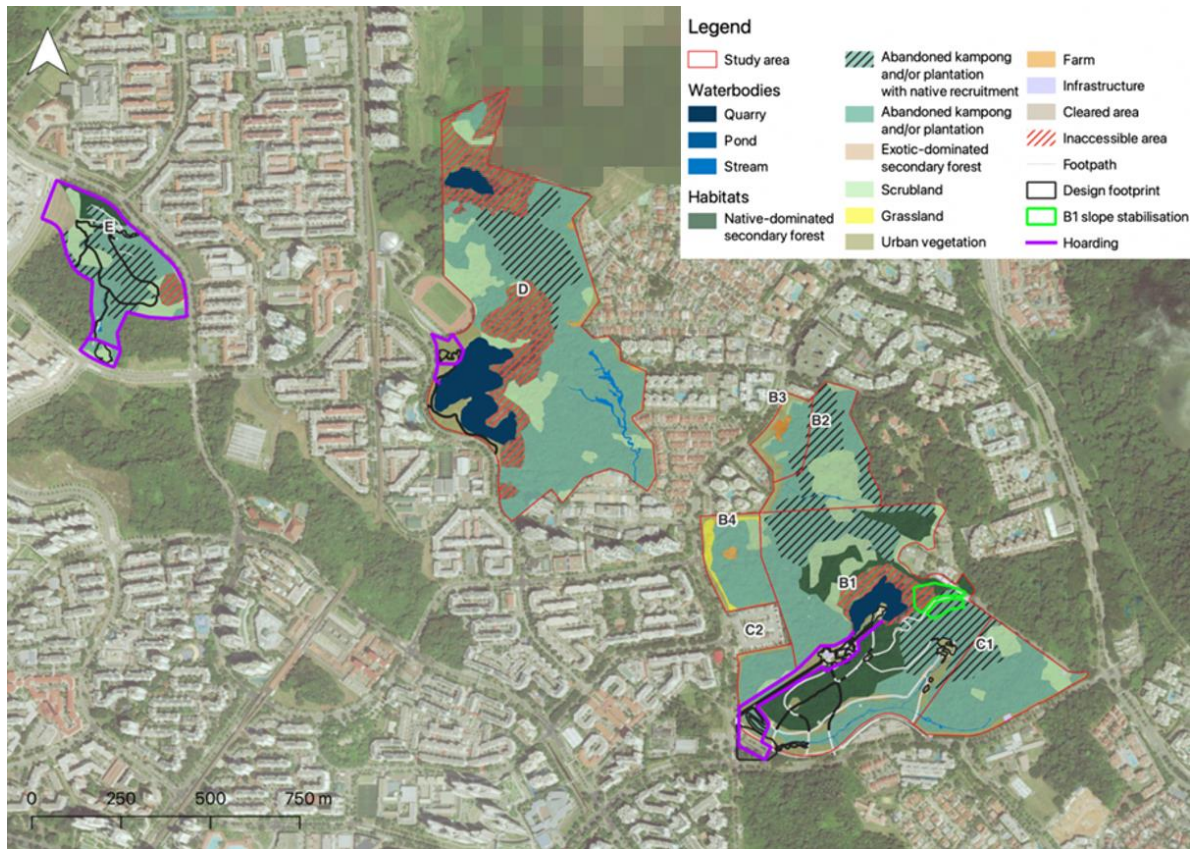 Legend
Study area
Waterbodies
Quarry
Pond
Stream
Habitats
Native-dominated
secondary forest
Abandoned kampong
and/or plantation
with native recruitment
Abandoned kampong
and/or plantation
Exotic-dominated
secondary forest
Scrubland
Grassland
Urban vegetation
Farm
Infrastructure
Cleared area
Inaccessible area
Footpath
Design footprint
B1 slope stabilisation
Hoarding
E
D
B3
B2
B4
B1
C2
C1
0 250 500 750 m